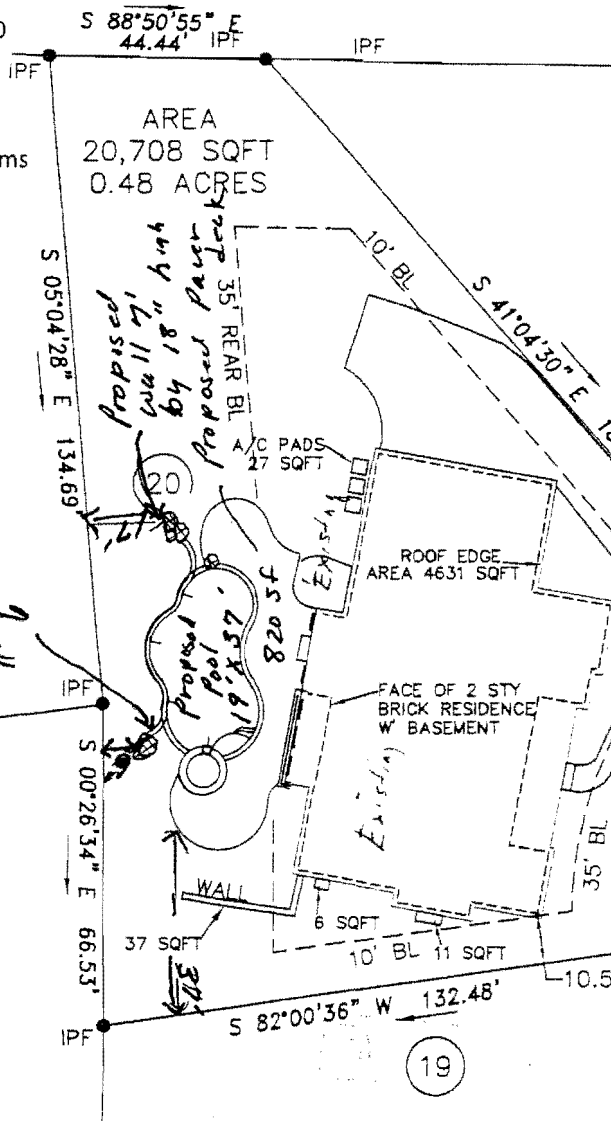 S 88°50'55" E
44.44'
IPF
IPF
IPF
ms
AREA
20,708 SQFT
0.48 ACRES
S 05°04'28" E 134.69
Proposed
wall 7'
by 18" high
Proposed Paver
deck
35' REAR BL
10' BL
S 41°04'30" E
A/C PADS
27 SQFT
20
17'
Existing
ROOF EDGE
AREA 4631 SQFT
Proposed
Pool
19' X 37'
820 sf
IPF
FACE OF 2 STY
BRICK RESIDENCE
W' BASEMENT
Existing
S 00°26'34" E 66.53'
35' BL
WALL
37 SQFT
6 SQFT
10' BL
11 SQFT
10.5
37'
S 82°00'36" W 132.48'
IPF
19